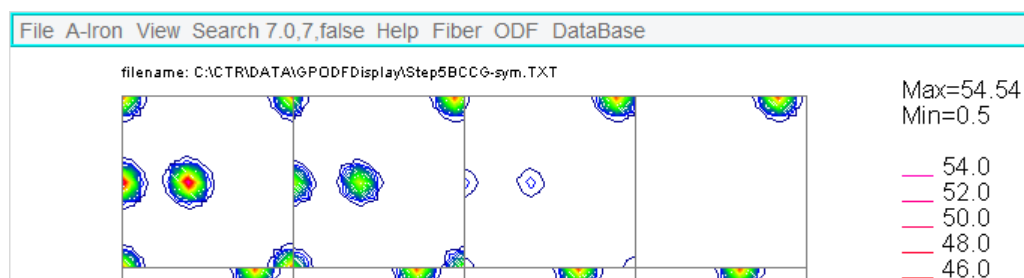 File A-Iron View Search 7.0,7,false Help Fiber ODF DataBase
filename: C:\CTR\DATA\GPODFDisplay\Step5BCCG-sym.TXT
Max=54.54
Min=0.5
54.0
52.0
50.0
48.0
46.0